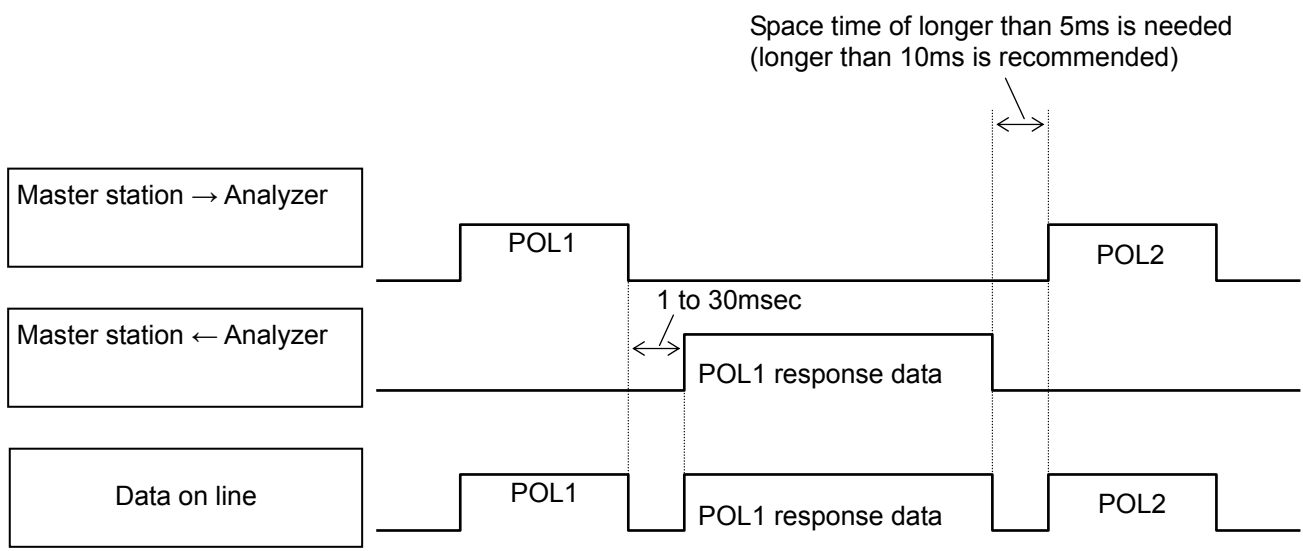 Space time of longer than 5ms is needed
(longer than 10ms is recommended)
Master station → Analyzer
POL1
POL2
1 to 30msec
Master station ← Analyzer
POL1 response data
Data on line
POL1
POL1 response data
POL2